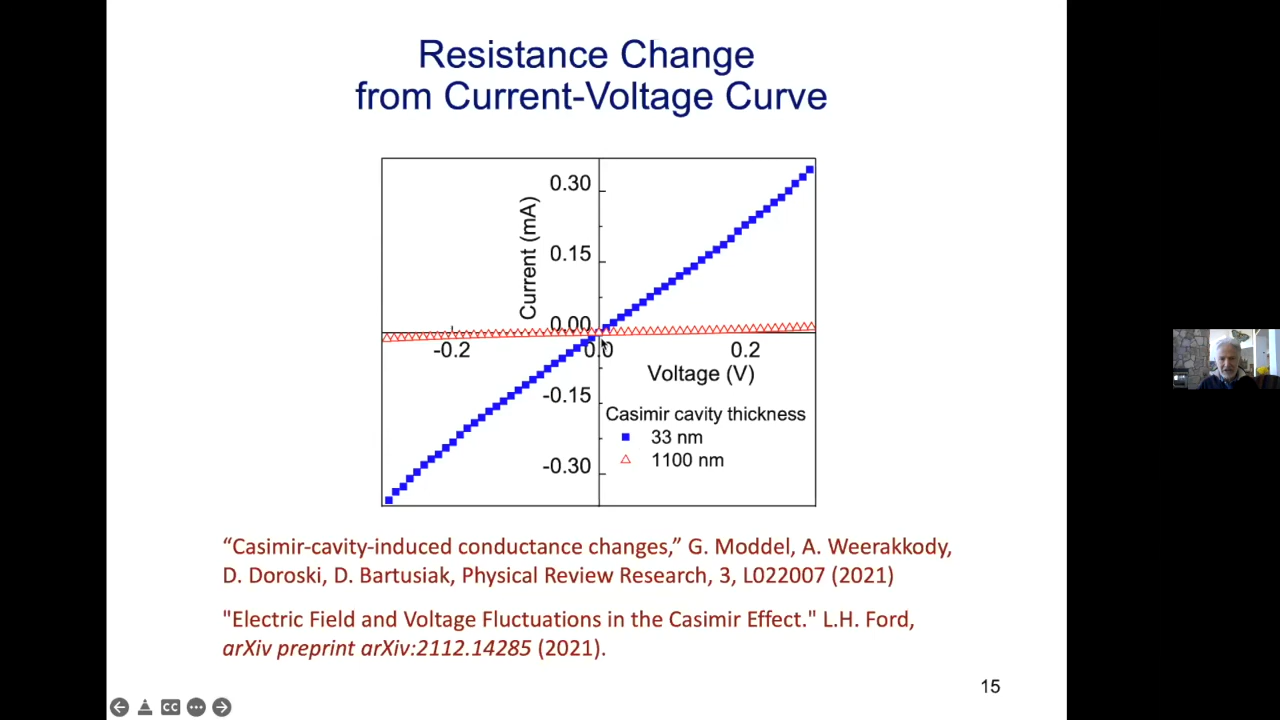 Resistance Change
from Current-Voltage Curve
0.30
0.15
0.00
-0.15
-0.30
Current (mA)
-0.2
0.0
0.2
Voltage (V)
Casimir cavity thickness
33 nm
1100 nm
“Casimir-cavity-induced conductance changes,” G. Moddel, A. Weerakkody,
D. Doroski, D. Bartusiak, Physical Review Research, 3, L022007 (2021)
"Electric Field and Voltage Fluctuations in the Casimir Effect." L.H. Ford,
arXiv preprint arXiv:2112.14285 (2021).
15
CC